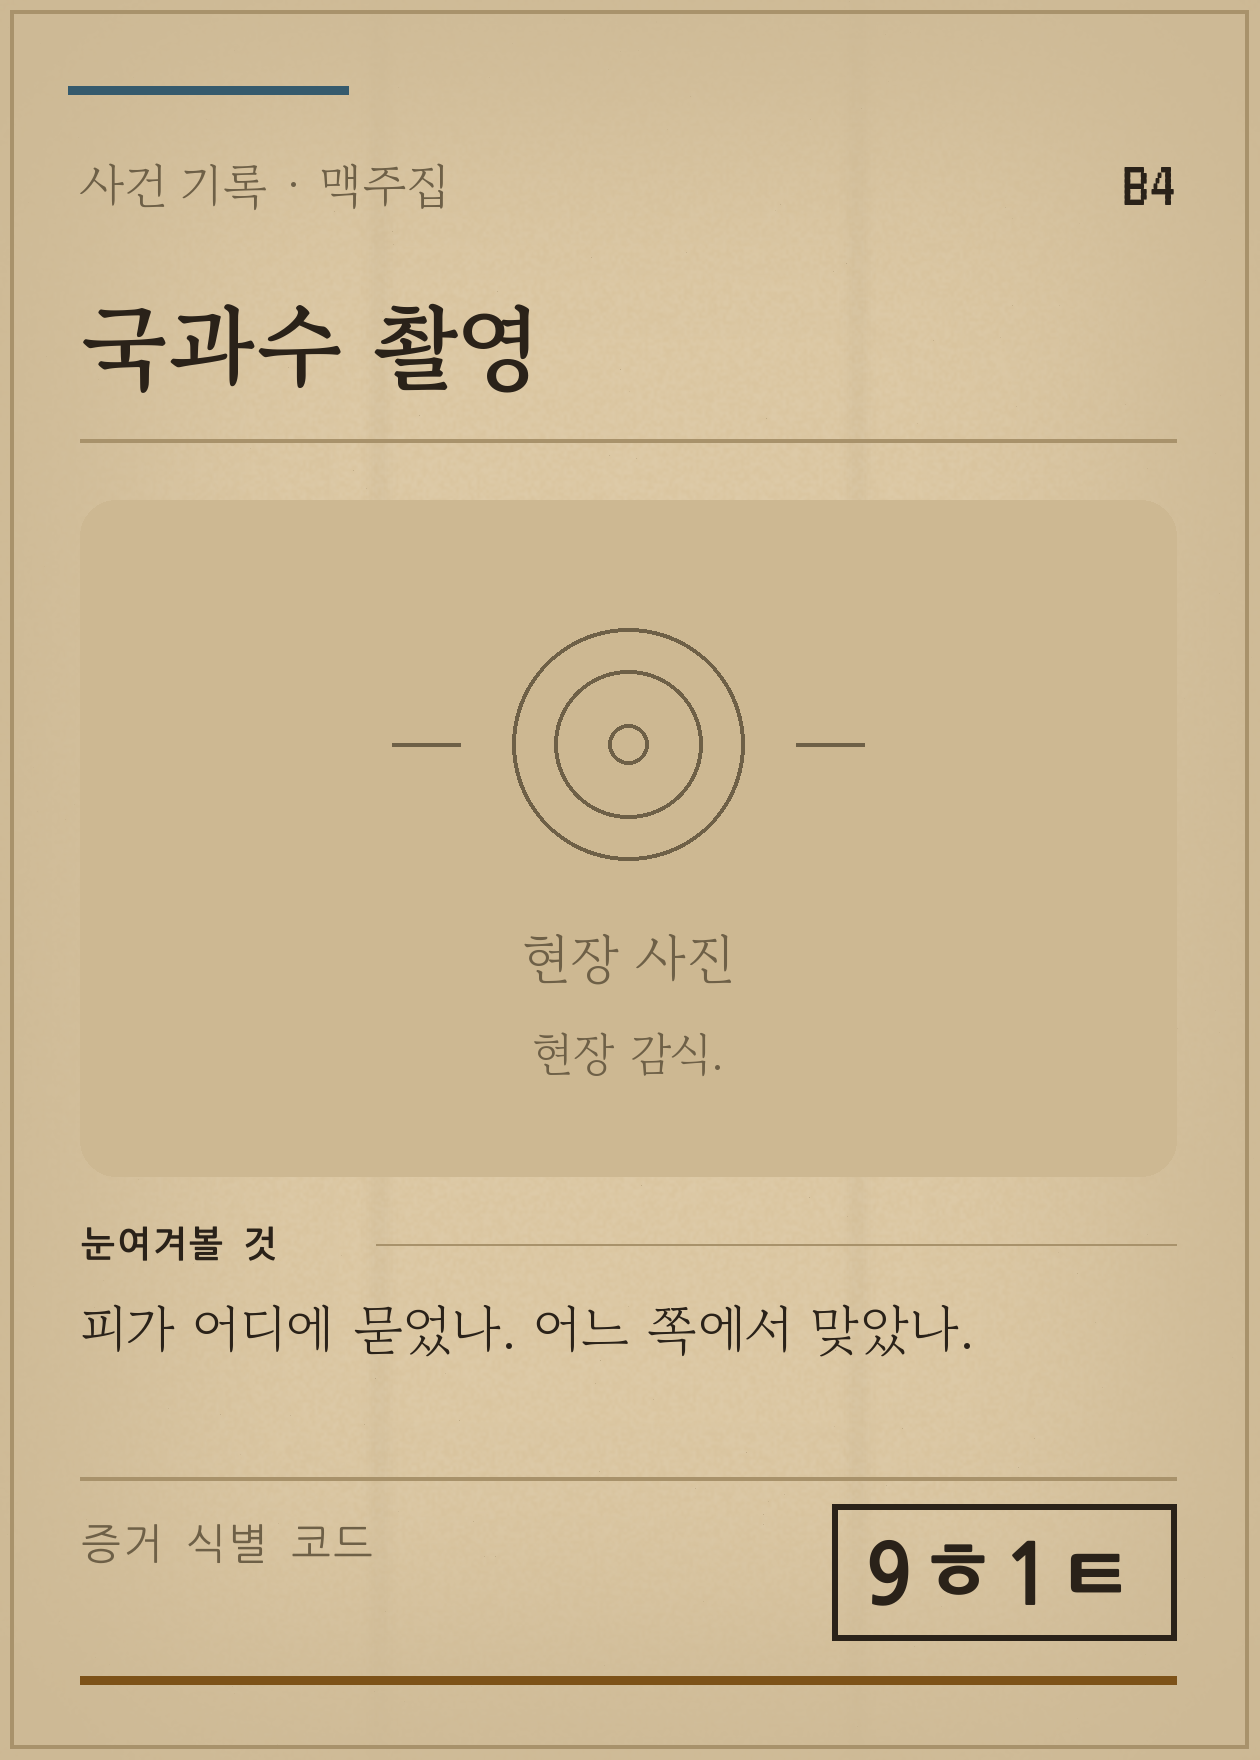 사건 기록 · 맥주집
B4
국과수 촬영
현장 사진
현장 감식.
눈여겨볼 것
피가 어디에 묻었나. 어느 쪽에서 맞았나.
증거 식별 코드
9ㅎ1ㅌ